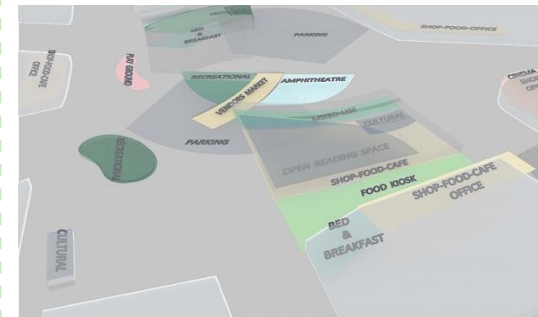 SHOP-FOOD-OFFICE
BED
&
BREAKFAST
PARKING
SHOP-FOOD-CAFE
OFFICE
PLAY GROUND
RECREATIONAL
AMPHITHEATRE
CINEMA
SHOP
VENDORS MARKET
MIXED-USE
CULTURAL
PARKING
RECREATIONAL
OPEN READING SPACE
SHOP-FOOD-CAFE
FOOD KIOSK
SHOP-FOOD-CAFE
OFFICE
BED
&
BREAKFAST
CULTURAL